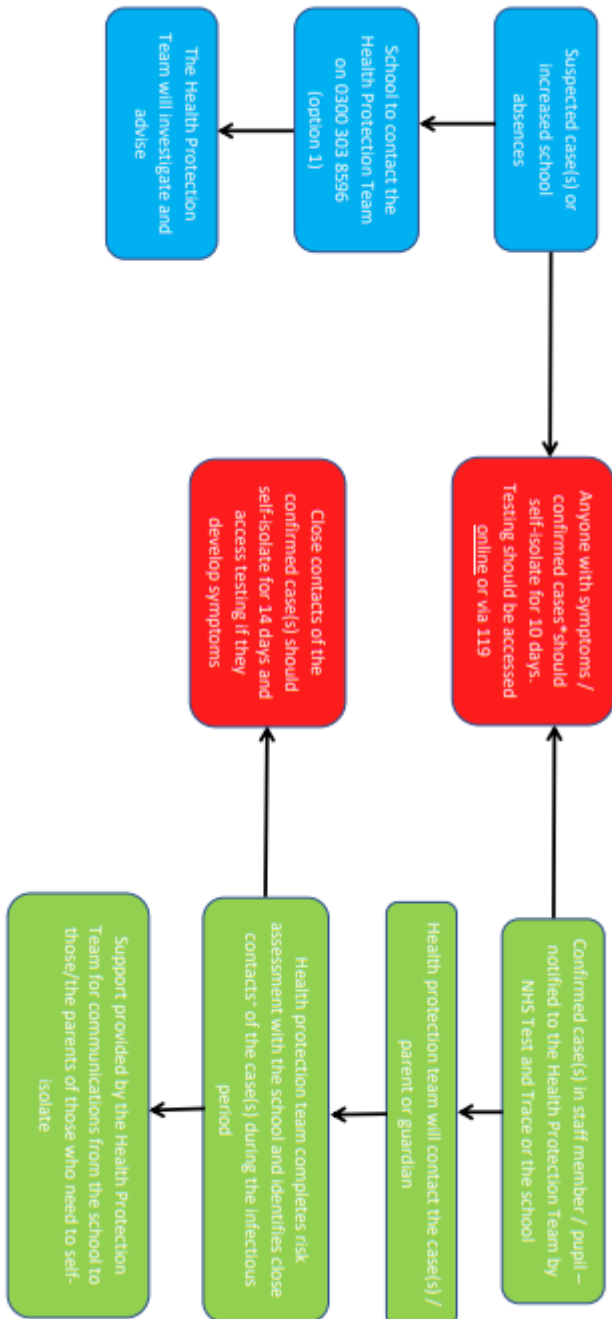 Suspected case(s) or
increased school
absences
School to contact the
Health Protection Team
on 0300 303 8596
(option 1)
The Health Protection
Team will investigate and
advise
Anyone with symptoms /
confirmed cases*should
self-isolate for 10 days.
Testing should be accessed
online or via 119
Close contacts of the
confirmed case(s) should
self-isolate for 14 days and
access testing if they
develop symptoms
Confirmed case(s) in staff member / pupil –
notified to the Health Protection Team by
NHS Test and Trace or the school
Health protection team will contact the case(s) /
parent or guardian
Health protection team completes risk
assessment with the school and identifies close
contacts* of the case(s) during the infectious
period
Support provided by the Health Protection
Team for communications from the school to
those/the parents of those who need to self-
isolate